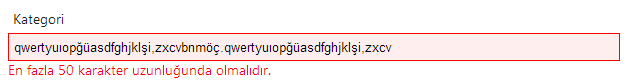 Kategori
qwertyuıopğüasdfghjklşi,zxcvbnmöç.qwertyuıopğüasdfghjklşi,zxcv
En fazla 50 karakter uzunluğunda olmalıdır.